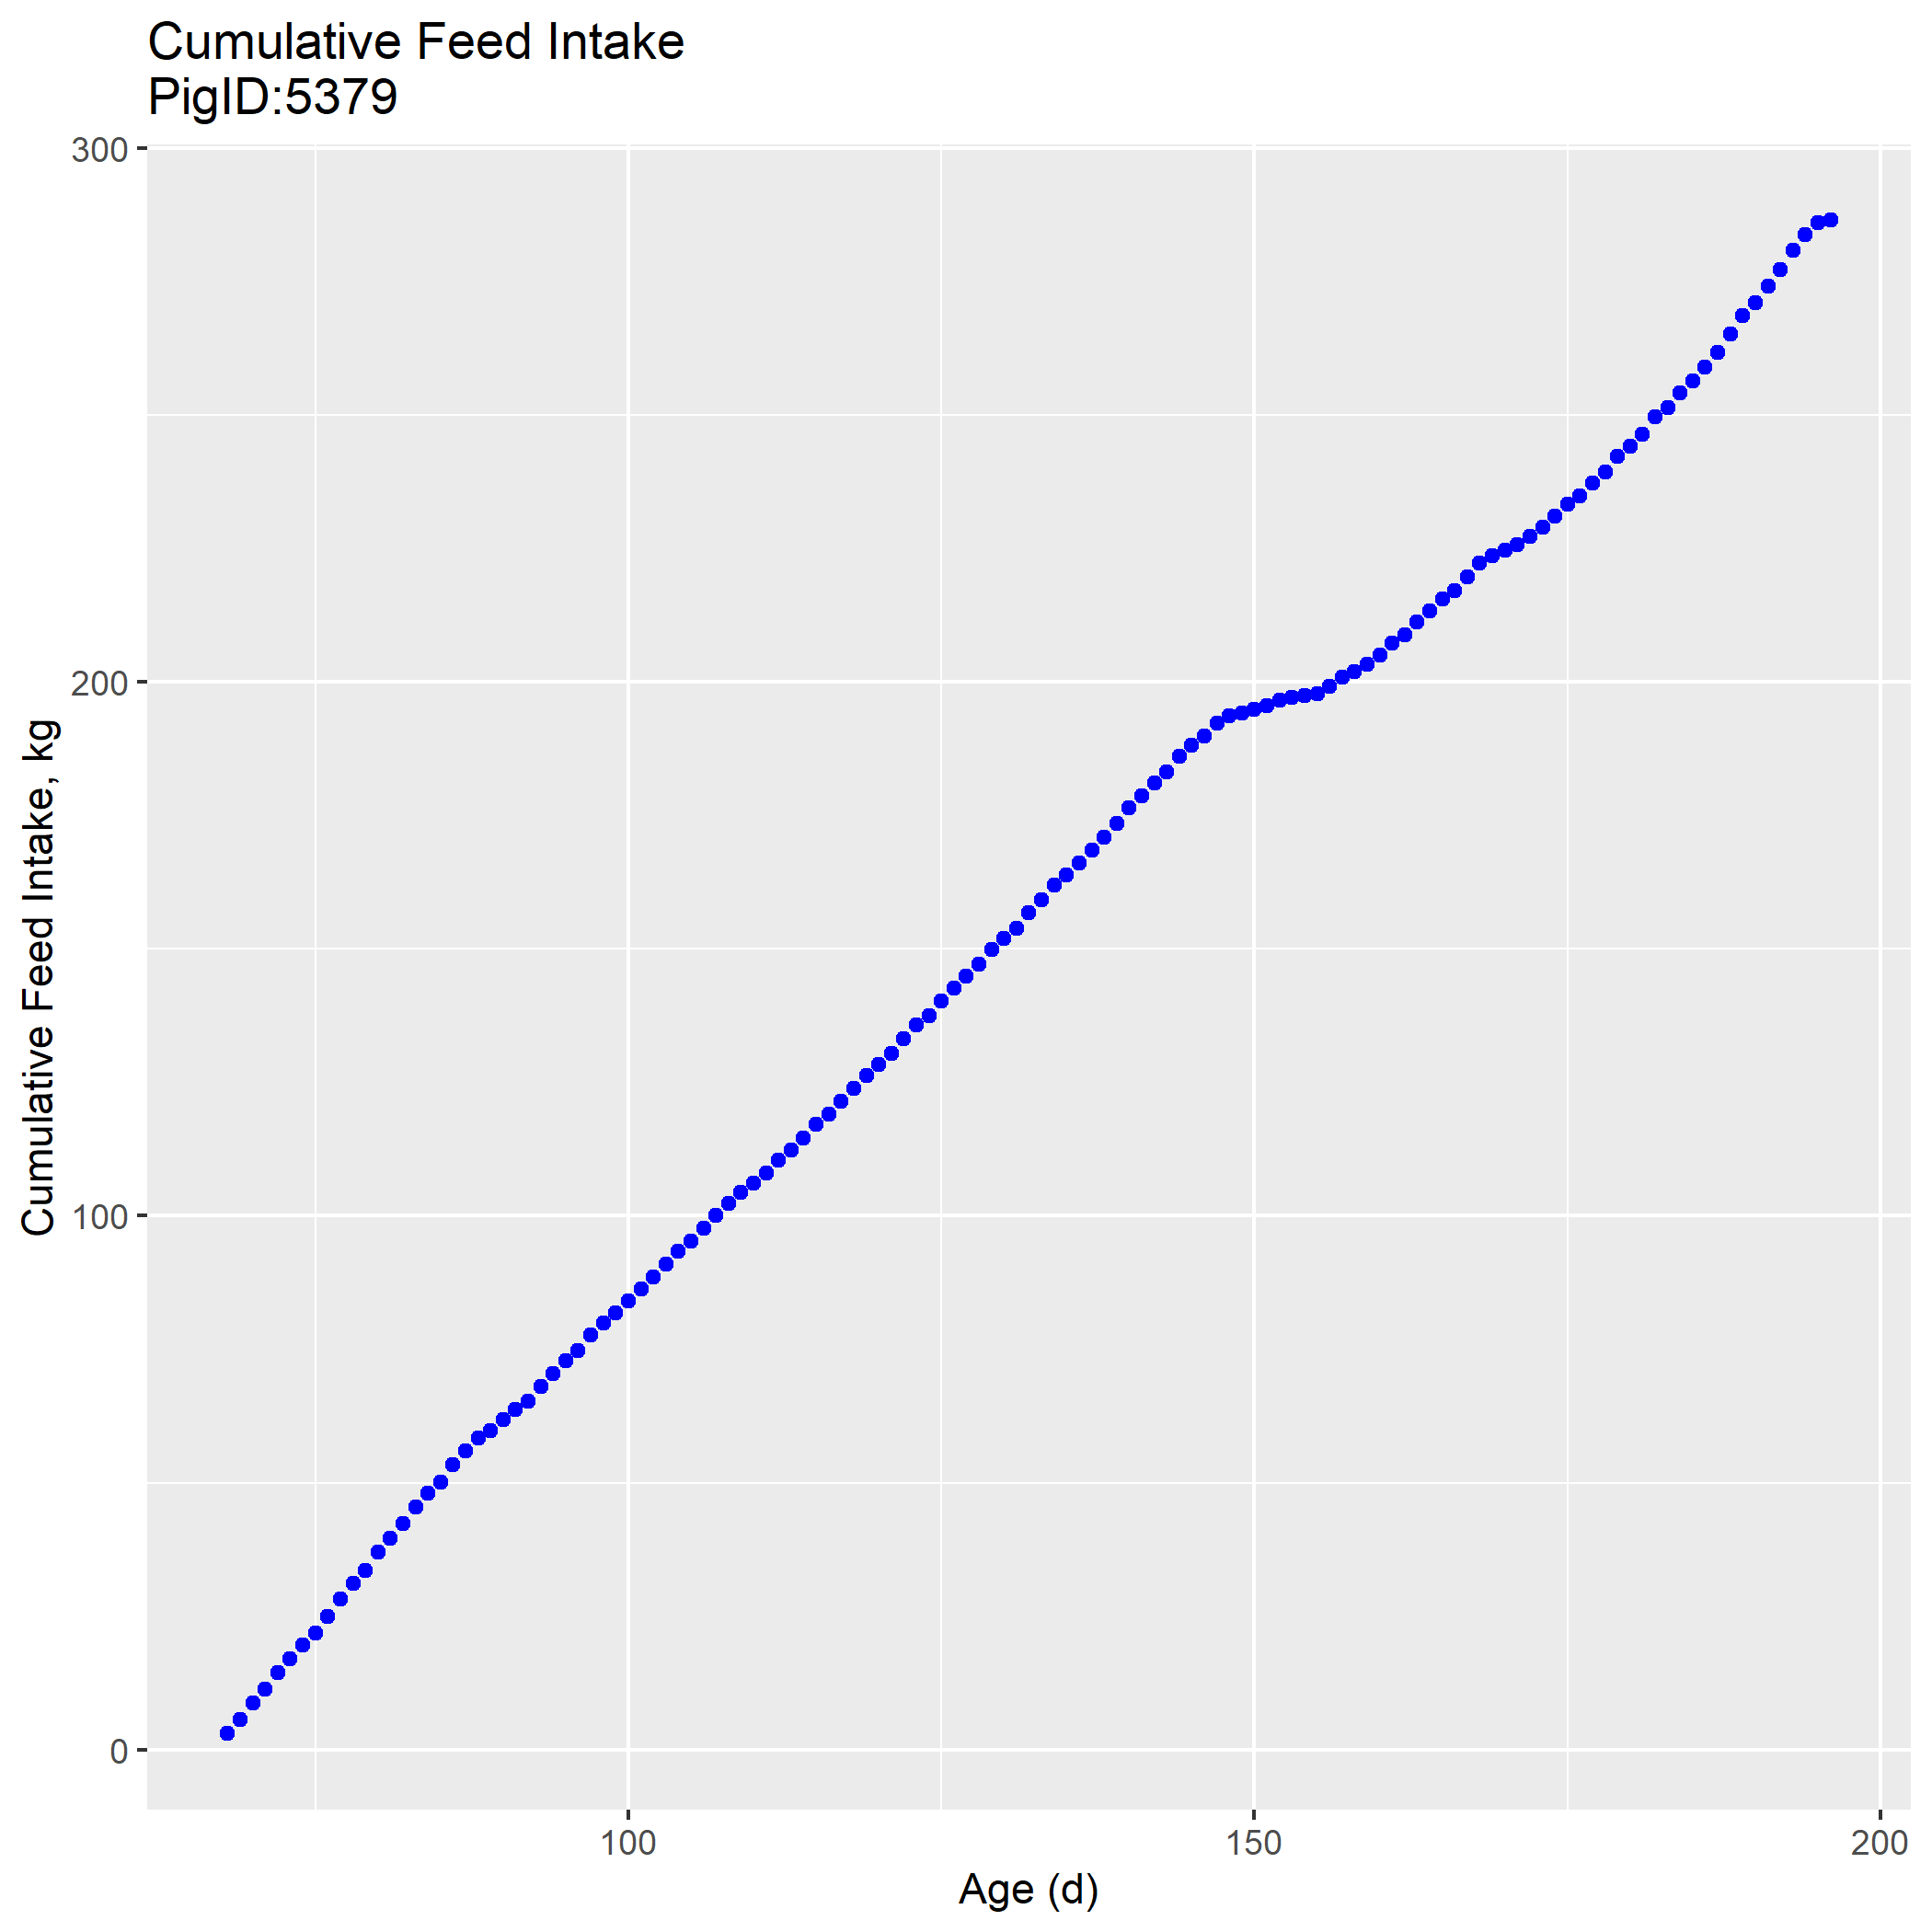 Cumulative Feed Intake
PigID:5379
300
200
100
0
Cumulative Feed Intake, kg
100
150
200
Age (d)